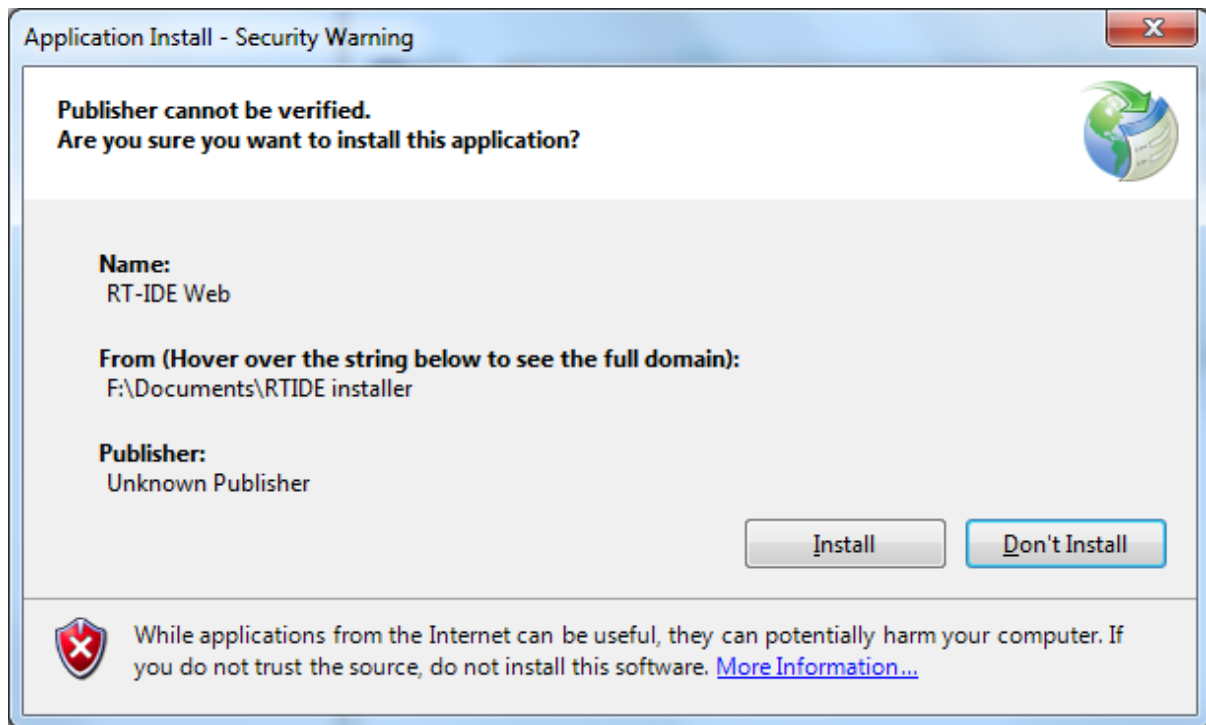 Application Install - Security Warning
Publisher cannot be verified.
Are you sure you want to install this application?
Name:
RT-IDE Web
From (Hover over the string below to see the full domain):
F:\Documents\RTIDE installer
Publisher:
Unknown Publisher
Install
Don't Install
While applications from the Internet can be useful, they can potentially harm your computer. If
you do not trust the source, do not install this software. More Information...